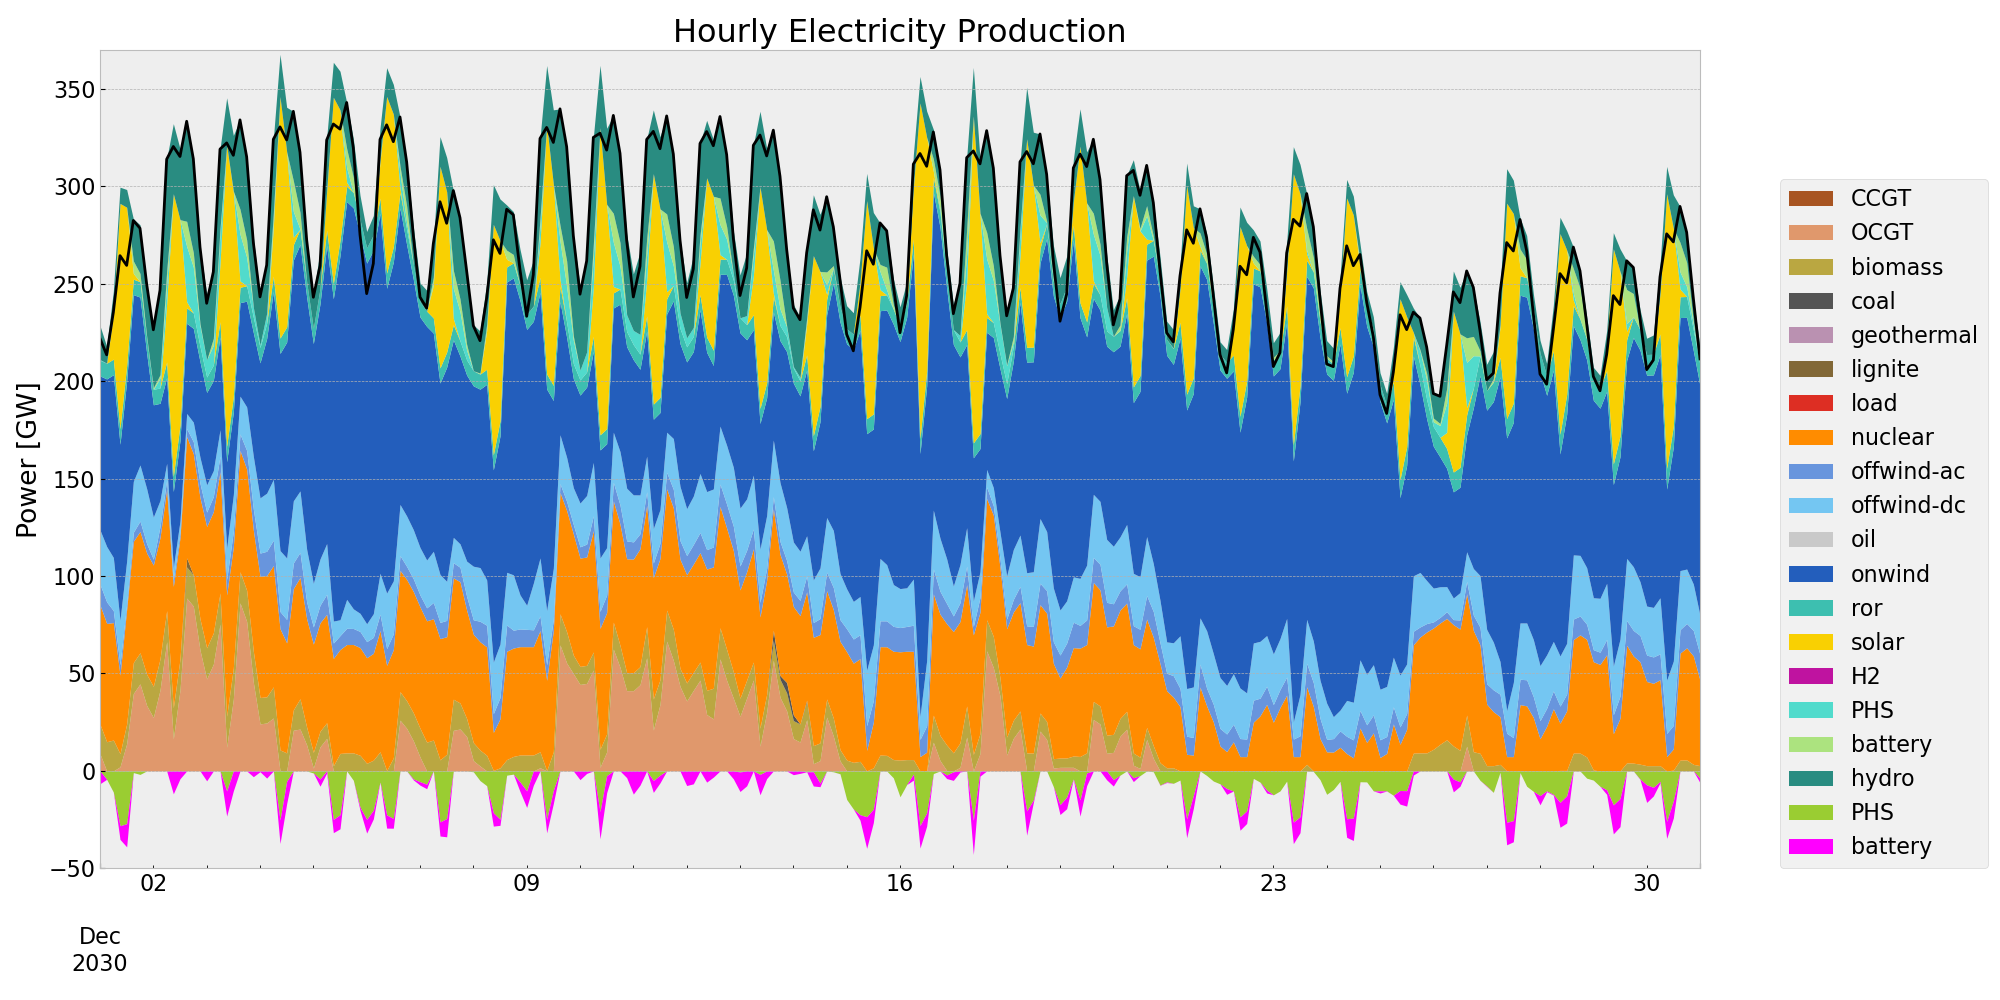 Hourly Electricity Production
Power [GW]
350
300
250
200
150
100
50
0
−50
02
09
16
23
30
Dec
2030
CCGT
OCGT
biomass
coal
geothermal
lignite
load
nuclear
offwind-ac
offwind-dc
oil
onwind
ror
solar
H2
PHS
battery
hydro
PHS
battery